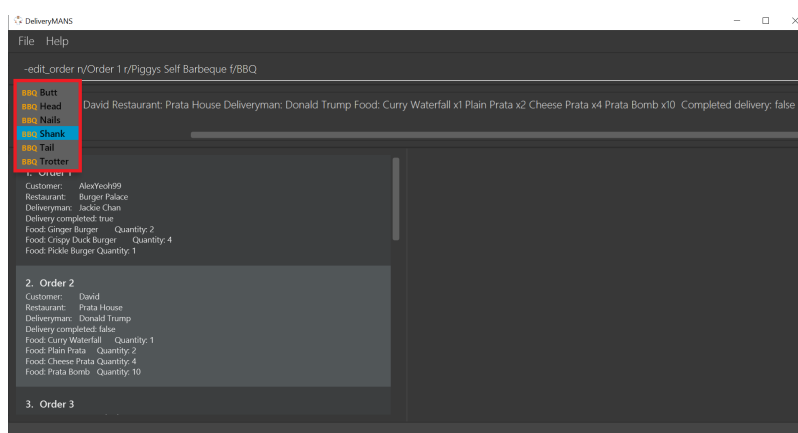 DeliveryMANS
File Help
-edit_order n/Order 1 r/Piggys Self Barbeque f/BBQ
BBQ Butt
BBQ Head
David Restaurant: Prata House Deliveryman: Donald Trump Food: Curry Waterfall x1 Plain Prata x2 Cheese Prata x4 Prata Bomb x10 Completed delivery: false
BBQ Nails
BBQ Shank
BBQ Tail
BBQ Trotter
1. Order 1
Customer: AlexYeoh99
Restaurant: Burger Palace
Deliveryman: Jackie Chan
Delivery completed: true
Food: Ginger Burger Quantity: 2
Food: Crispy Duck Burger Quantity: 4
Food: Pickle Burger Quantity: 1
2. Order 2
Customer: David
Restaurant: Prata House
Deliveryman: Donald Trump
Delivery completed: false
Food: Curry Waterfall Quantity: 1
Food: Plain Prata Quantity: 2
Food: Cheese Prata Quantity: 4
Food: Prata Bomb Quantity: 10
3. Order 3